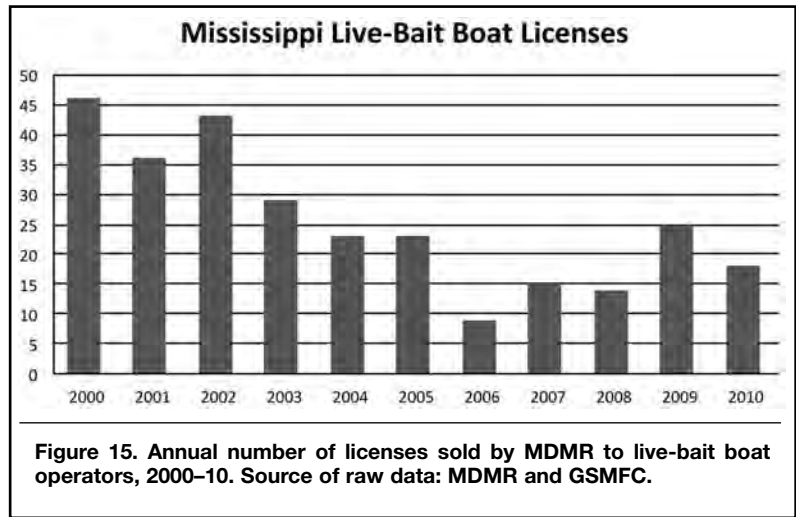 Mississippi Live-Bait Boat Licenses
50
45
40
35
30
25
20
15
10
5
0
2000 2001 2002 2003 2004 2005 2006 2007 2008 2009 2010
Figure 15. Annual number of licenses sold by MDMR to live-bait boat
operators, 2000–10. Source of raw data: MDMR and GSMFC.